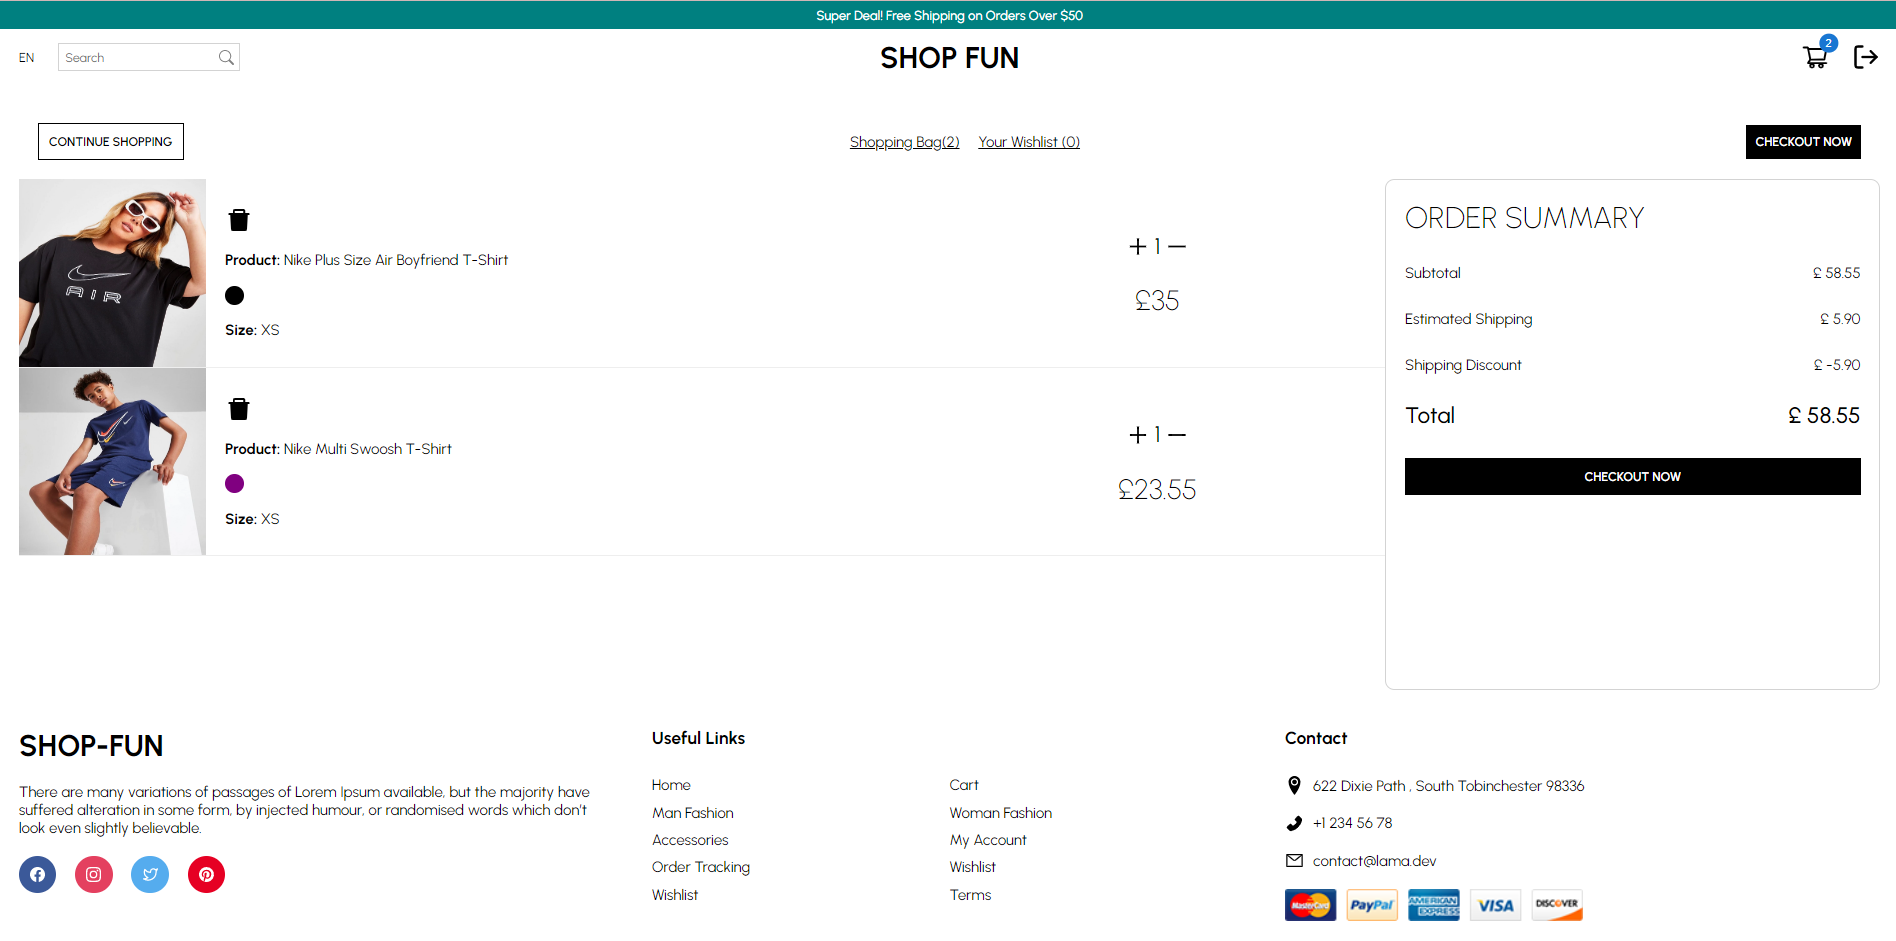 Super Deal! Free Shipping on Orders Over $50
EN
Search
SHOP FUN
2
CONTINUE SHOPPING
Shopping Bag(2)
Your Wishlist (0)
CHECKOUT NOW
AIR
Product: Nike Plus Size Air Boyfriend T-Shirt
Size: XS
1
£35
Product: Nike Multi Swoosh T-Shirt
Size: XS
1
£23.55
ORDER SUMMARY
Subtotal £ 58.55
Estimated Shipping £ 5.90
Shipping Discount £ -5.90
Total £ 58.55
CHECKOUT NOW
SHOP-FUN
There are many variations of passages of Lorem Ipsum available, but the majority have
suffered alteration in some form, by injected humour, or randomised words which don't
look even slightly believable.
Useful Links
Home
Cart
Man Fashion
Woman Fashion
Accessories
My Account
Order Tracking
Wishlist
Wishlist
Terms
Contact
622 Dixie Path , South Tobinchester 98336
+1 234 56 78
contact@lama.dev
MasterCard
PayPal
AMERICAN EXPRESS
VISA
DISCOVER